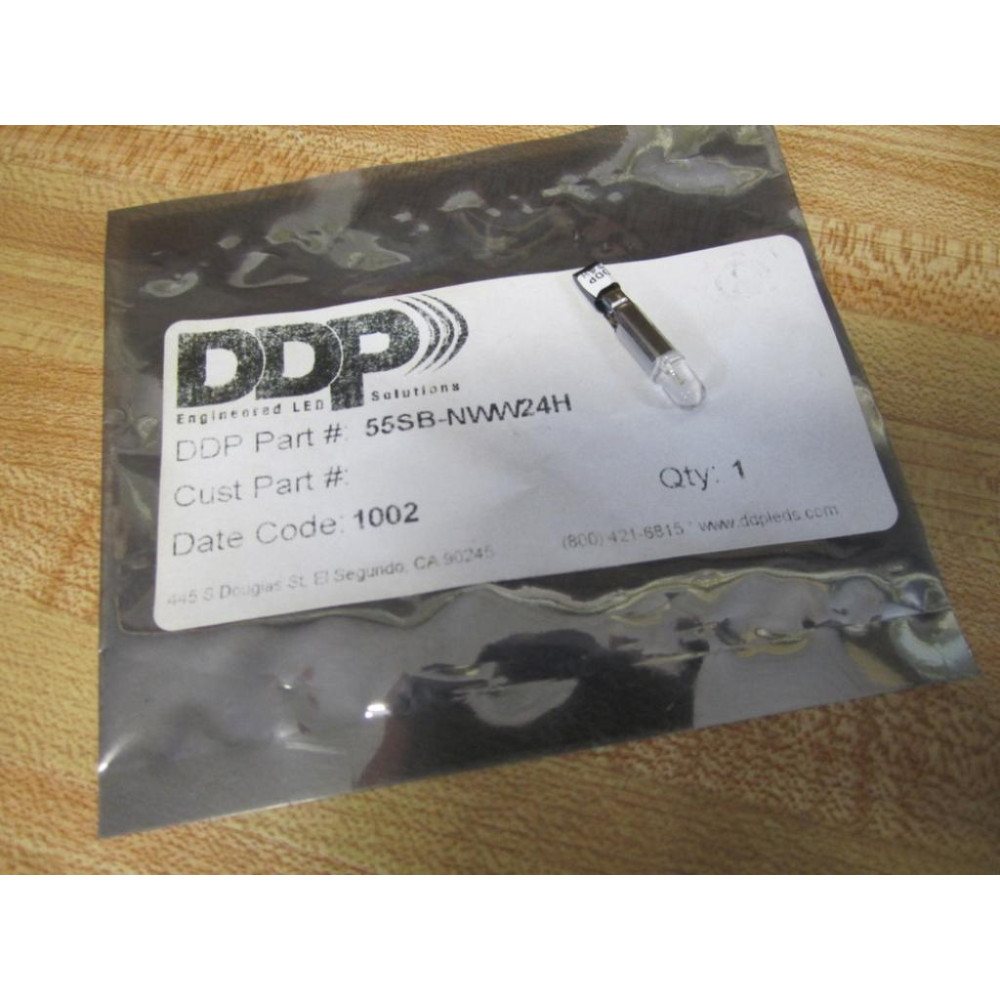 DDP
Engineered LED Solutions
DDP Part #: 55SB-NWW24H
Cust Part #:
Qty: 1
Date Code: 1002
(800) 421-6815 * www.ddpleds.com
445 S Douglas St, El Segundo, CA 90245
DDP